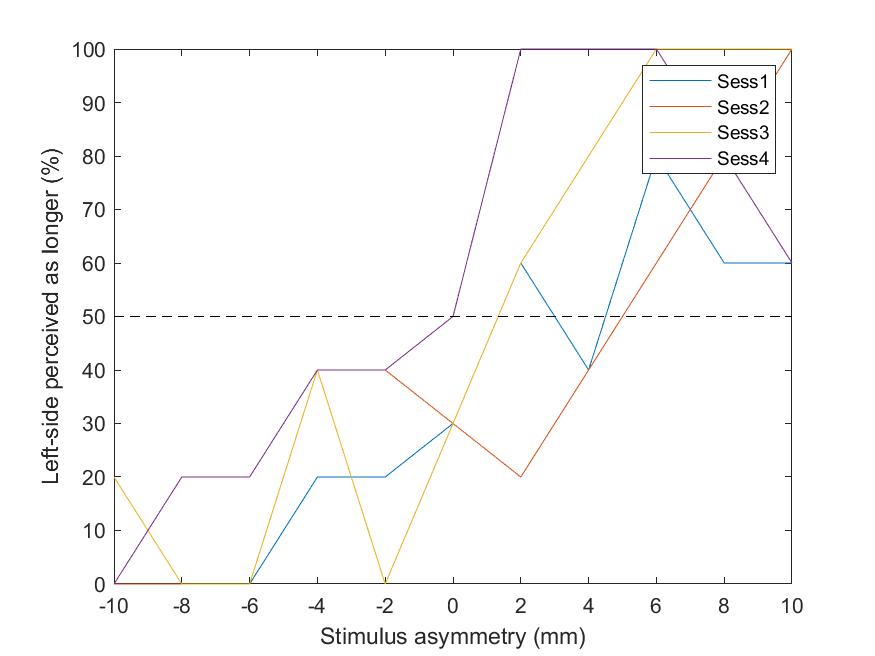 100
90
80
70
60
50
40
30
20
10
0
Left-side perceived as longer (%)
Sess1
Sess2
Sess3
Sess4
-10 -8 -6 -4 -2 0 2 4 6 8 10
Stimulus asymmetry (mm)